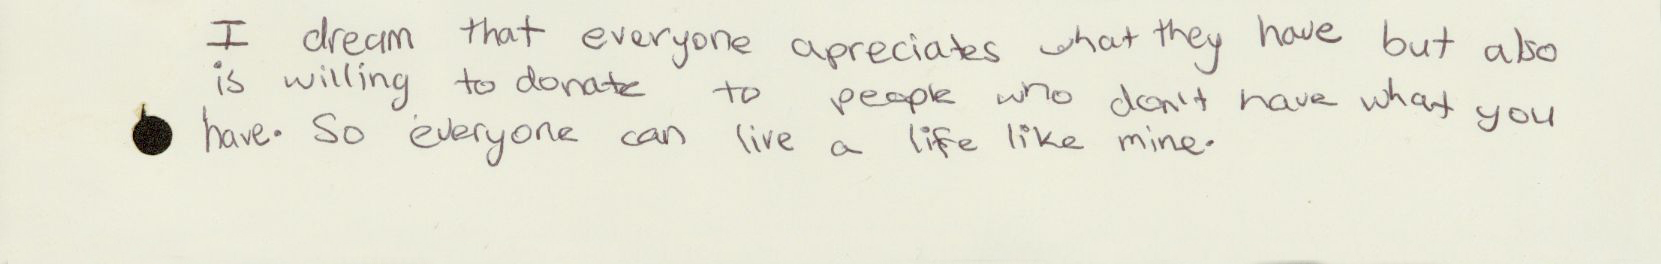 I dream that everyone apreciates what they have but also
is willing to donate to people who don't have what you
have. So everyone can live a life like mine.